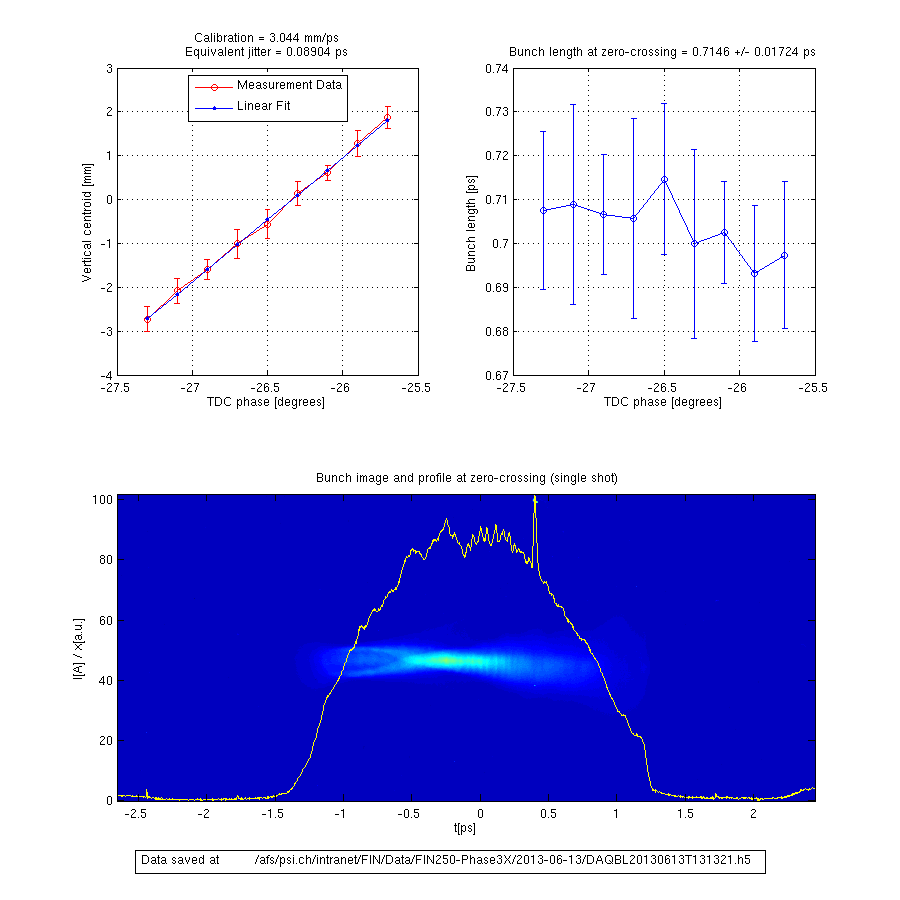 Calibration = 3.044 mm/ps
Equivalent jitter = 0.08904 ps
3
2
1
0
-1
-2
-3
-4
Vertical centroid [mm]
Measurement Data
Linear Fit
-27.5 -27 -26.5 -26 -25.5
TDC phase [degrees]
Bunch length at zero-crossing = 0.7146 +/- 0.01724 ps
0.74
0.73
0.72
0.71
0.7
0.69
0.68
0.67
Bunch length [ps]
-27.5 -27 -26.5 -26 -25.5
TDC phase [degrees]
Bunch image and profile at zero-crossing (single shot)
100
80
60
40
20
0
I[A] / x[a.u.]
-2.5 -2 -1.5 -1 -0.5 0 0.5 1 1.5 2
t[ps]
Data saved at /afs/psi.ch/intranet/FIN/Data/FIN250-Phase3X/2013-06-13/DAQBL20130613T131321.h5